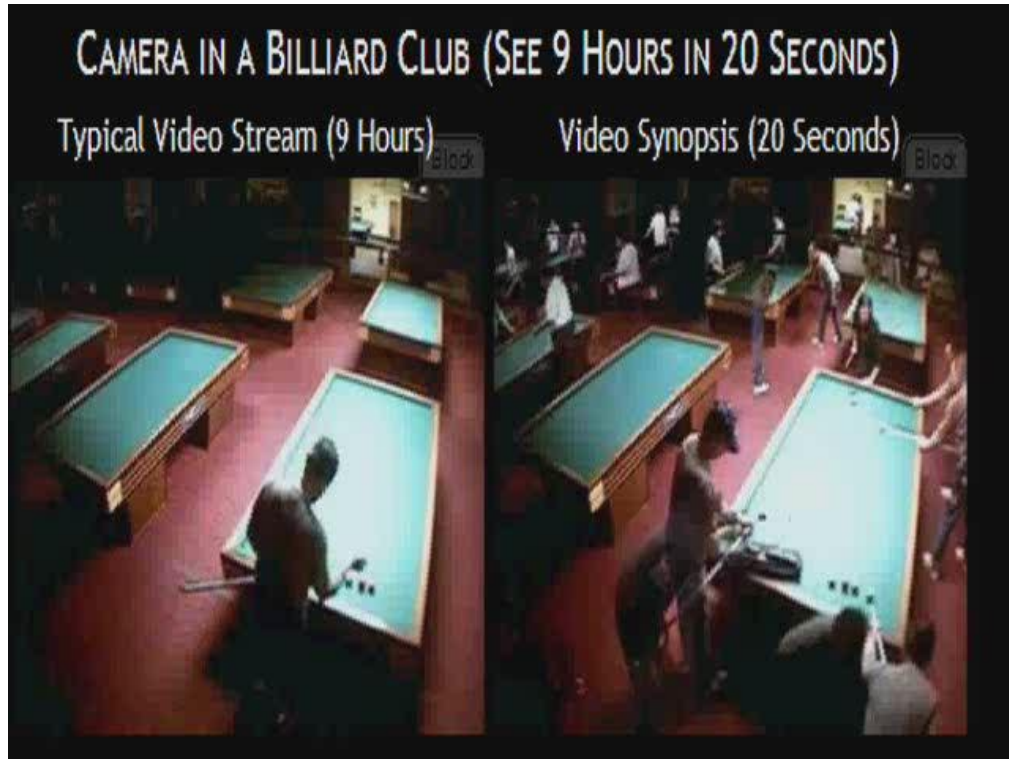 CAMERA IN A BILLIARD CLUB (SEE 9 HOURS IN 20 SECONDS)
Typical Video Stream (9 Hours)
Video Synopsis (20 Seconds)
Block
Block